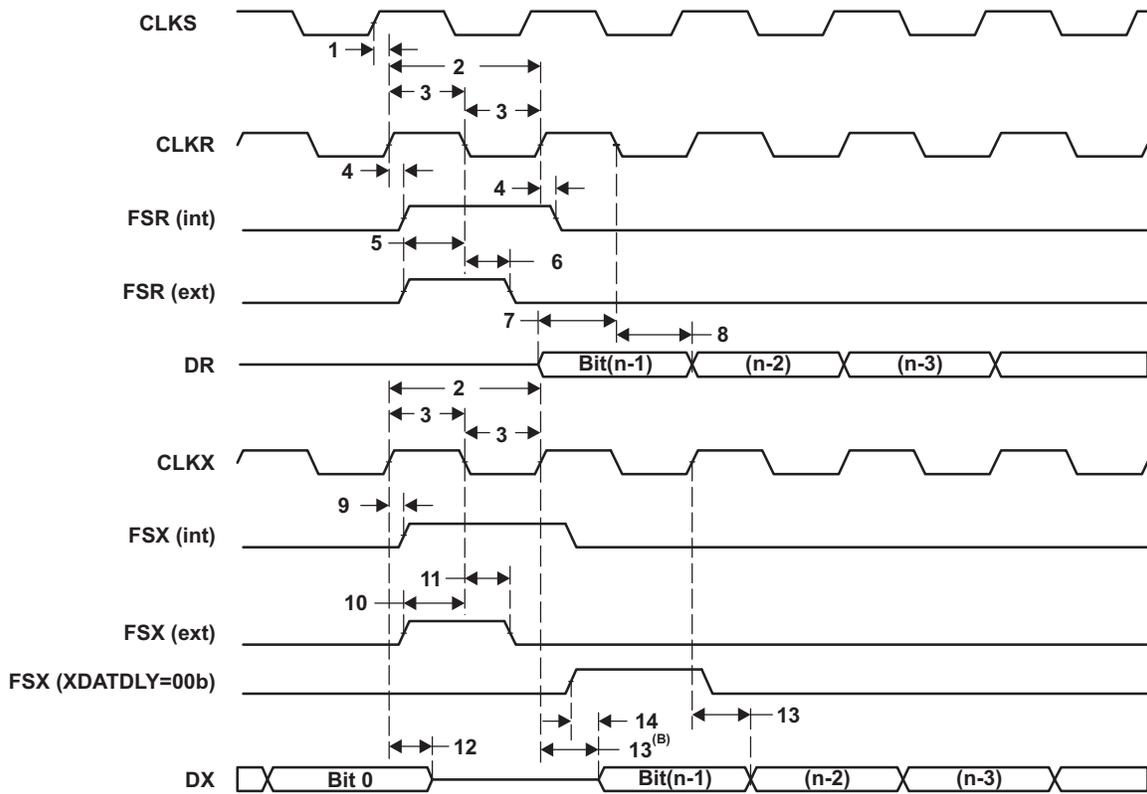 CLKS
1
2
3
3
CLKR
4
4
FSR (int)
5
6
FSR (ext)
7
8
DR Bit(n-1) (n-2) (n-3)
2
3
3
CLKX
9
FSX (int)
11
10
FSX (ext)
FSX (XDATDLY=00b)
14
13
12
13(B)
DX Bit 0 Bit(n-1) (n-2) (n-3)